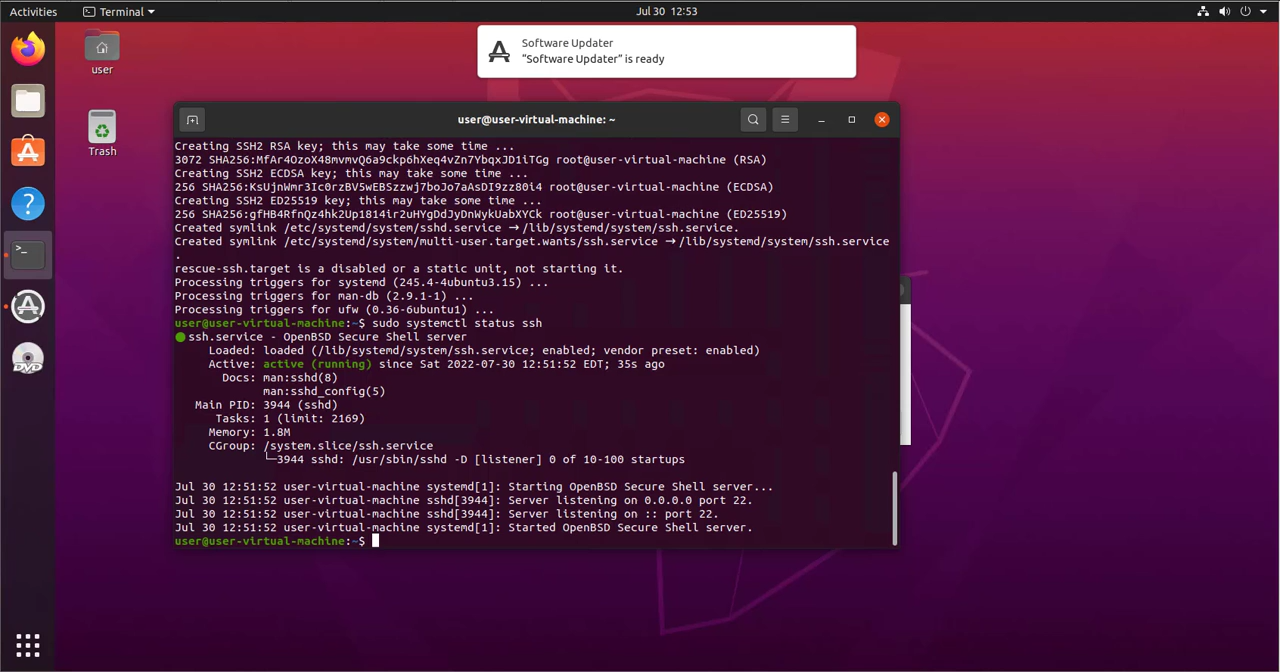 Activities
Terminal
Jul 30 12:53
user
Trash
Software Updater
“Software Updater” is ready
user@user-virtual-machine: ~
Creating SSH2 RSA key; this may take some time ...
3072 SHA256:MfAr4OzoX48mvmvQ6a9ckp6hXeq4vZn7YbqxJD1iTGg root@user-virtual-machine (RSA)
Creating SSH2 ECDSA key; this may take some time ...
256 SHA256:KsUjnWmr3Ic0rzBV5wEBSzzwj7boJo7aAsDI9zz80i4 root@user-virtual-machine (ECDSA)
Creating SSH2 ED25519 key; this may take some time ...
256 SHA256:gfHB4RfnQz4hk2Up1814ir2uHYgDdJyDnWykUabXYCk root@user-virtual-machine (ED25519)
Created symlink /etc/systemd/system/sshd.service → /lib/systemd/system/ssh.service.
Created symlink /etc/systemd/system/multi-user.target.wants/ssh.service → /lib/systemd/system/ssh.service
.
rescue-ssh.target is a disabled or a static unit, not starting it.
Processing triggers for systemd (245.4-4ubuntu3.15) ...
Processing triggers for man-db (2.9.1-1) ...
Processing triggers for ufw (0.36-6ubuntu1) ...
user@user-virtual-machine:~$ sudo systemctl status ssh
● ssh.service - OpenBSD Secure Shell server
Loaded: loaded (/lib/systemd/system/ssh.service; enabled; vendor preset: enabled)
Active: active (running) since Sat 2022-07-30 12:51:52 EDT; 35s ago
Docs: man:sshd(8)
man:sshd_config(5)
Main PID: 3944 (sshd)
Tasks: 1 (limit: 2169)
Memory: 1.8M
CGroup: /system.slice/ssh.service
└─3944 sshd: /usr/sbin/sshd -D [listener] 0 of 10-100 startups
Jul 30 12:51:52 user-virtual-machine systemd[1]: Starting OpenBSD Secure Shell server...
Jul 30 12:51:52 user-virtual-machine sshd[3944]: Server listening on 0.0.0.0 port 22.
Jul 30 12:51:52 user-virtual-machine sshd[3944]: Server listening on :: port 22.
Jul 30 12:51:52 user-virtual-machine systemd[1]: Started OpenBSD Secure Shell server.
user@user-virtual-machine:~$
DVD